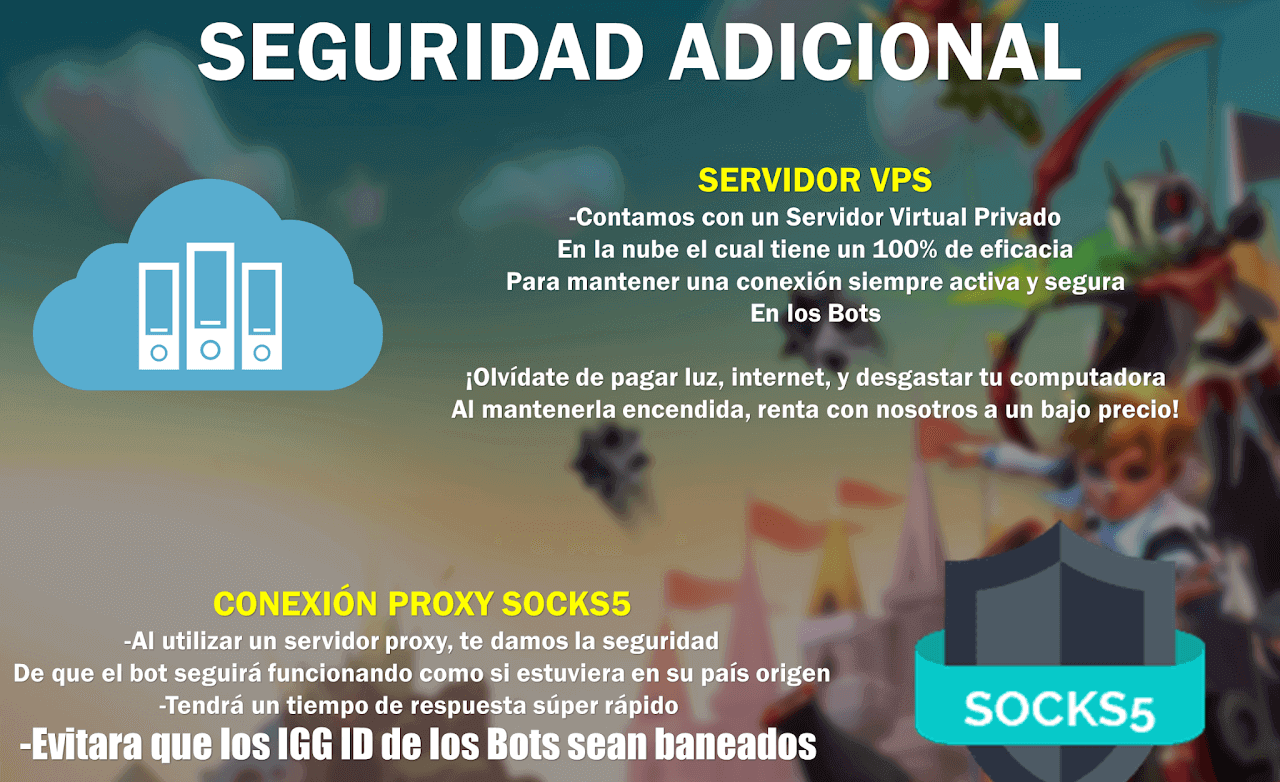 SEGURIDAD ADICIONAL
SERVIDOR VPS
-Contamos con un Servidor Virtual Privado
En la nube el cual tiene un 100% de eficacia
Para mantener una conexión siempre activa y segura
En los Bots
¡Olvídate de pagar luz, internet, y desgastar tu computadora
Al mantenerla encendida, renta con nosotros a un bajo precio!
CONEXIÓN PROXY SOCKS5
-Al utilizar un servidor proxy, te damos la seguridad
De que el bot seguirá funcionando como si estuviera en su país origen
-Tendrá un tiempo de respuesta súper rápido
-Evitara que los IGG ID de los Bots sean baneados
SOCKS5